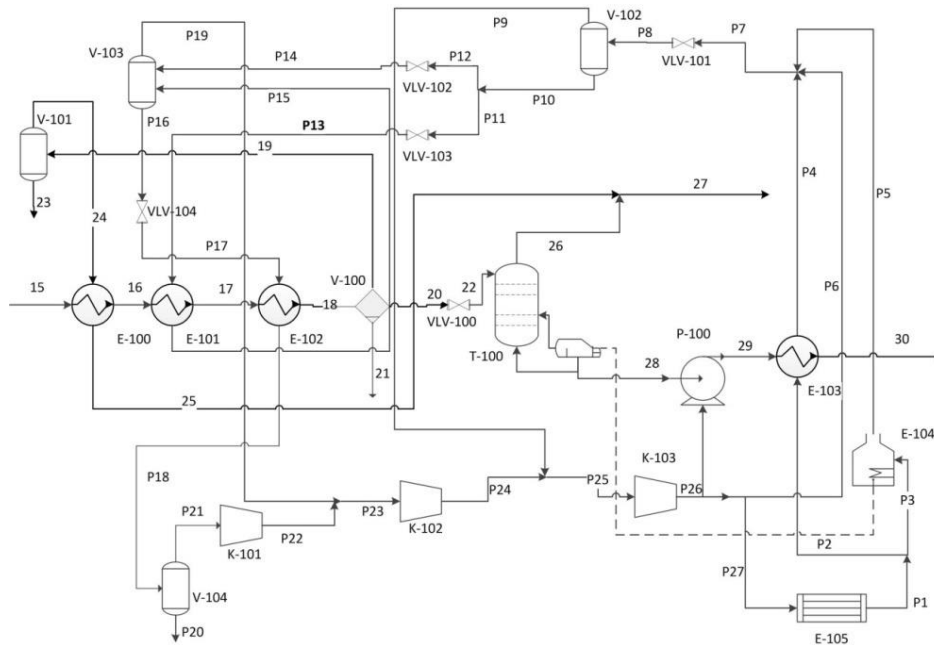 P19
P9
V-102
V-103
P14
P12
P8
P7
VLV-101
VLV-102
P15
P10
P16
P13
P11
V-101
VLV-103
19
P4
P5
23
24
VLV-104
27
P17
26
P6
V-100
15
16
17
18
20
22
VLV-100
P-100
29
30
E-100
E-101
E-102
T-100
28
E-103
21
25
E-104
K-103
P18
P25
P26
P3
P24
P21
P23
K-102
P22
K-101
P2
P27
V-104
P1
P20
E-105